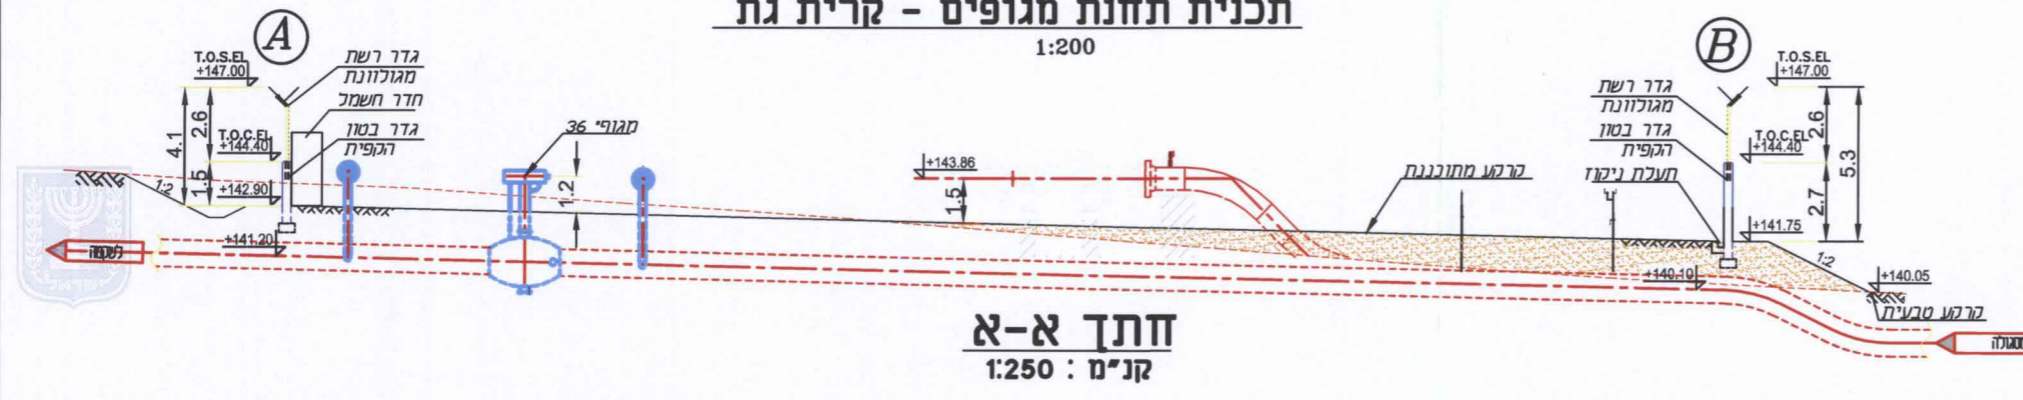 תכנית תחנת מגופים - קרית גת
1:200
A
T.O.S.EL
+147.00
גדר רשת
מגולוונת
חדר חשמל
גדר בטון
הקפית
T.O.C.EL
+144.40
+142.90
+141.20
4.1
2.6
1.5
1:2
מגוף 36"
1.2
+143.86
1.5
קרקע מתוכננת
B
T.O.S.EL
+147.00
גדר רשת
מגולוונת
גדר בטון
הקפית
תעלת ניקוז
T.O.C.EL
+144.40
2.6
5.3
2.7
+141.75
+140.10
1:2
+140.05
קרקע טבעית
חתך א-א
קנ"מ : 1:250